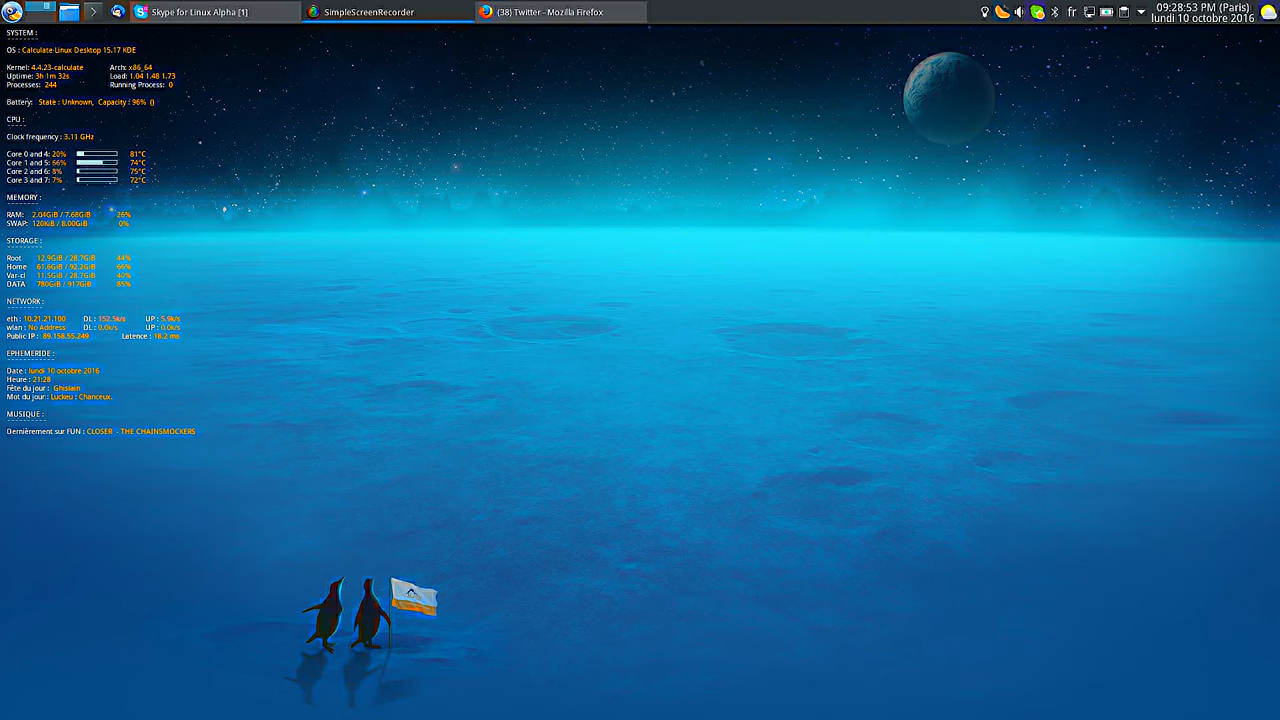 Skype for Linux Alpha [1]
SimpleScreenRecorder
(38) Twitter - Mozilla Firefox
fr
09:28:53 PM (Paris),
lundi 10 octobre 2016
SYSTEM :
OS : Calculate Linux Desktop 15.17 KDE
Kernel: 4.4.23-calculate Arch: x86_64
Uptime: 3h 1m 32s Load: 1.04 1.48 1.73
Processes: 244 Running Process: 0
Battery: State : Unknown, Capacity : 96% ()
CPU :
Clock frequency : 3.11 GHz
Core 0 and 4: 20% 81°C
Core 1 and 5: 66% 74°C
Core 2 and 6: 8% 75°C
Core 3 and 7: 7% 72°C
MEMORY :
RAM: 2.04GiB / 7.68GiB 26%
SWAP: 120KiB / 8.00GiB 0%
STORAGE :
Root 12.9GiB / 28.7GiB 44%
Home 61.6GiB / 92.2GiB 66%
Var-cl 11.5GiB / 28.7GiB 40%
DATA 780GiB / 917GiB 85%
NETWORK :
eth : 10.21.21.100 DL : 152.5k/s UP : 5.9k/s
wlan : No Address DL : 0.0k/s UP : 0.0k/s
Public IP : 89.158.55.249 Latence : 18.2 ms
EPHEMERIDE :
Date : lundi 10 octobre 2016
Heure : 21:28
Fête du jour : Ghislain
Mot du jour : Luckeu : Chanceux.
MUSIQUE :
Dernièrement sur FUN : CLOSER - THE CHAINSMOCKERS